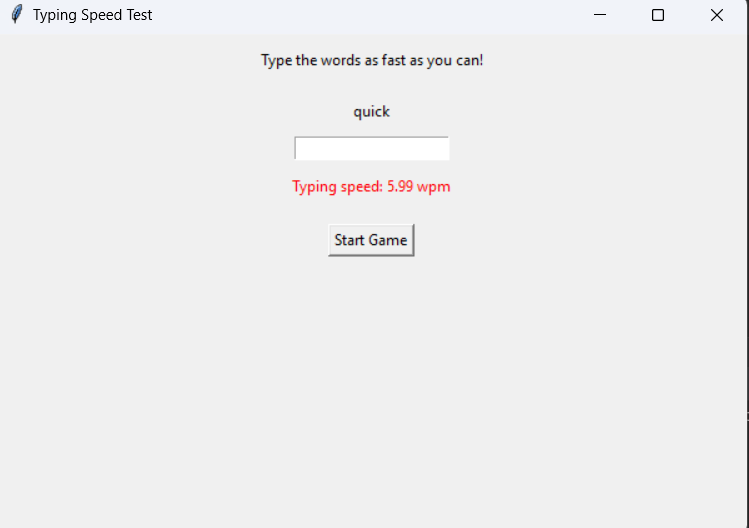 Typing Speed Test
Type the words as fast as you can!
quick
Typing speed: 5.99 wpm
Start Game